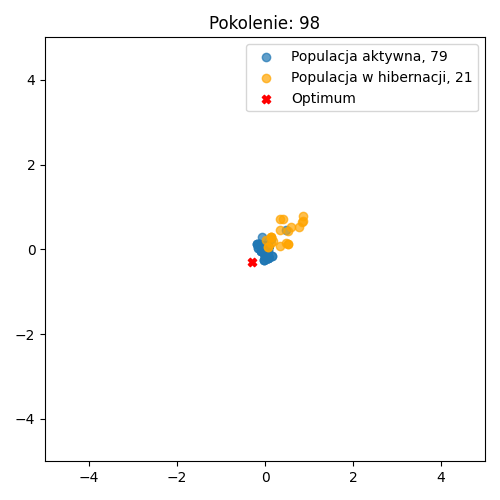 Pokolenie: 98
Populacja aktywna, 79
Populacja w hibernacji, 21
Optimum
4
2
0
−2
−4
−4 −2 0 2 4